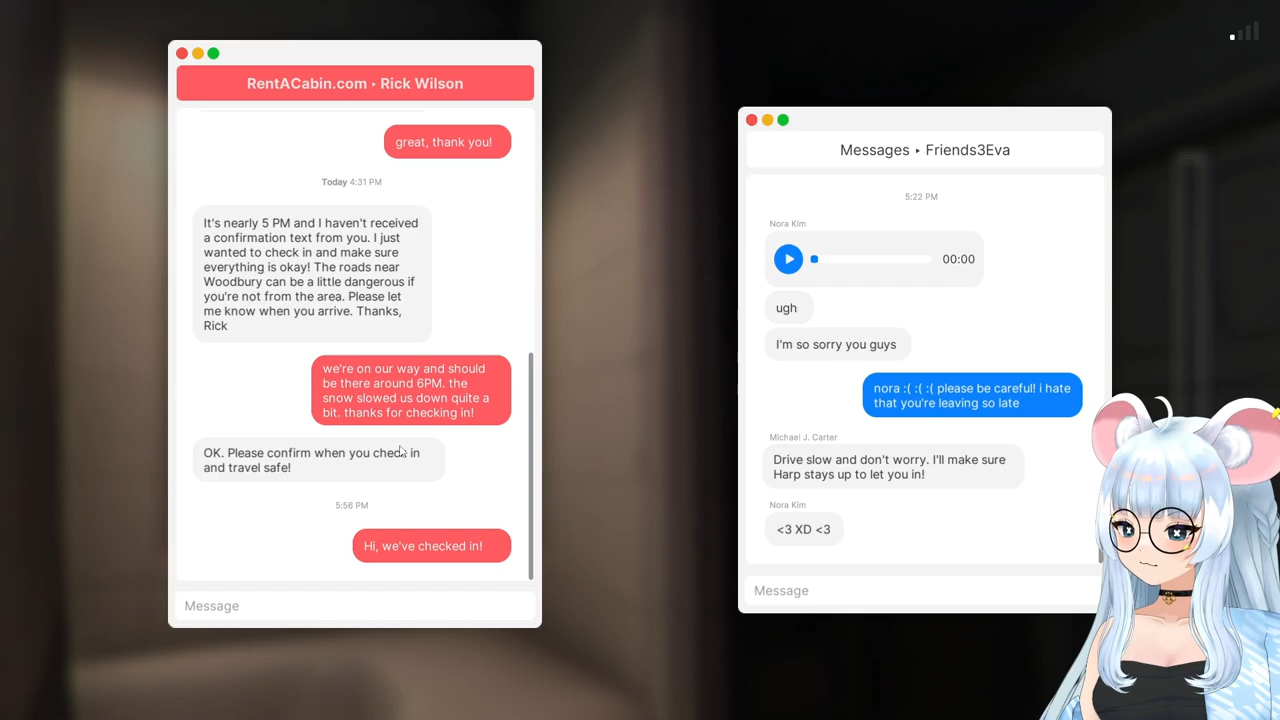 RentACabin.com ▸ Rick Wilson
great, thank you!
Today 4:31 PM
It's nearly 5 PM and I haven't received
a confirmation text from you. I just
wanted to check in and make sure
everything is okay! The roads near
Woodbury can be a little dangerous if
you're not from the area. Please let
me know when you arrive. Thanks,
Rick
we're on our way and should
be there around 6PM. the
snow slowed us down quite a
bit. thanks for checking in!
OK. Please confirm when you check in
and travel safe!
5:56 PM
Hi, we've checked in!
Message
Messages ▸ Friends3Eva
5:22 PM
Nora Kim
00:00
ugh
I'm so sorry you guys
nora :( :( :( please be careful! i hate
that you're leaving so late
Michael J. Carter
Drive slow and don't worry. I'll make sure
Harp stays up to let you in!
Nora Kim
<3 XD <3
Message